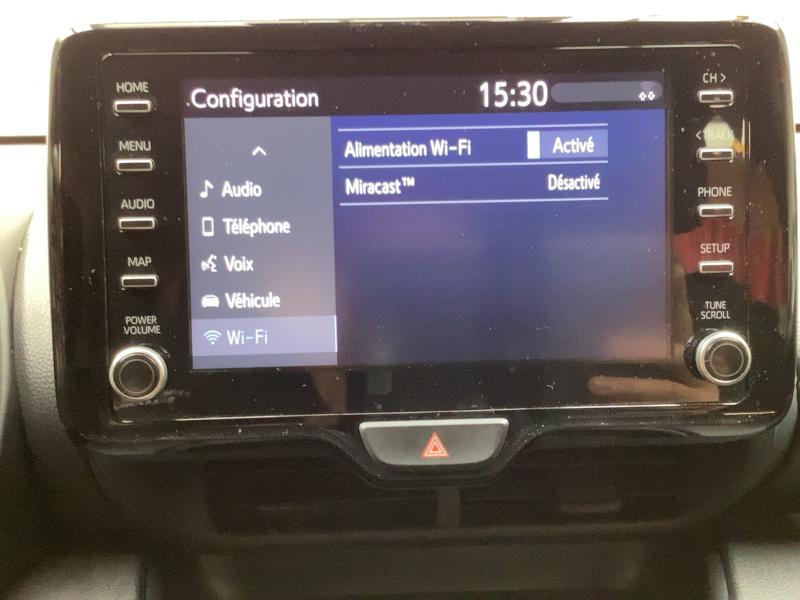 HOME
MENU
AUDIO
MAP
POWER
VOLUME
Configuration
15:30
Audio
Téléphone
Voix
Véhicule
Wi-Fi
Alimentation Wi-Fi
Activé
Miracast™
Désactivé
CH >
< TRACK
PHONE
SETUP
TUNE
SCROLL